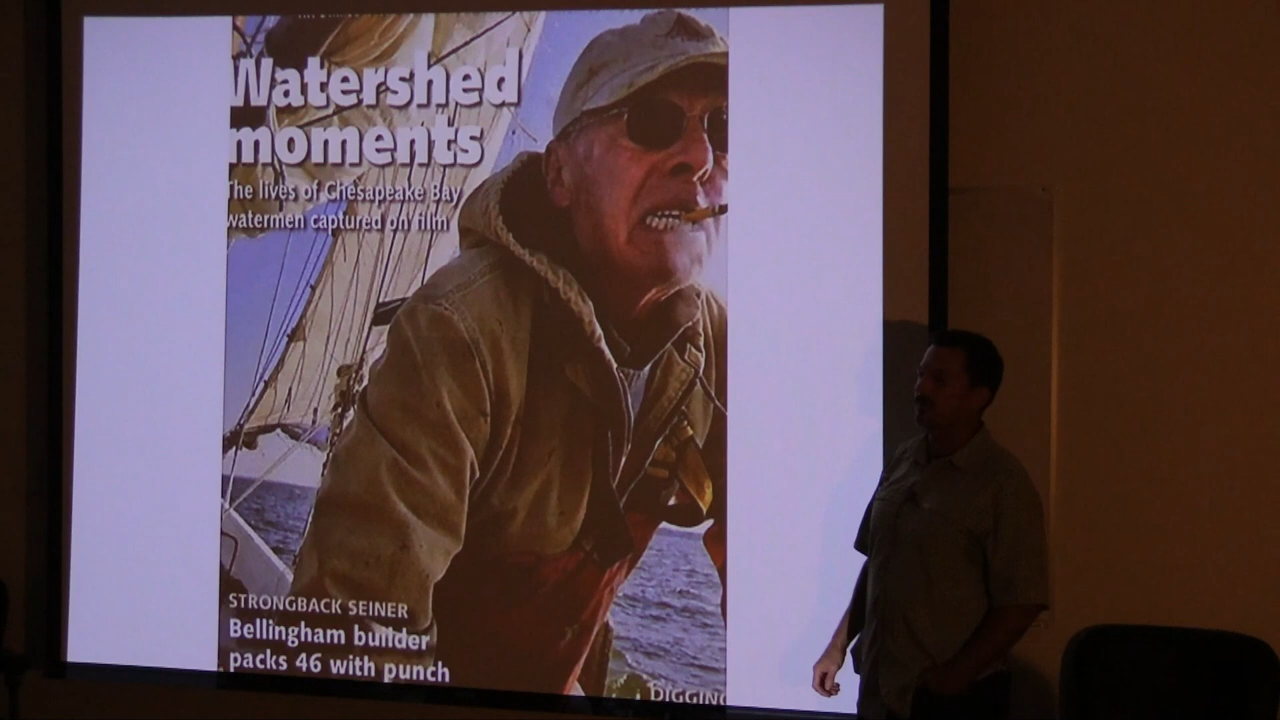 Watershed
moments
The lives of Chesapeake Bay
watermen captured on film
STRONGBACK SEINER
Bellingham builder
packs 46 with punch
DIGGING